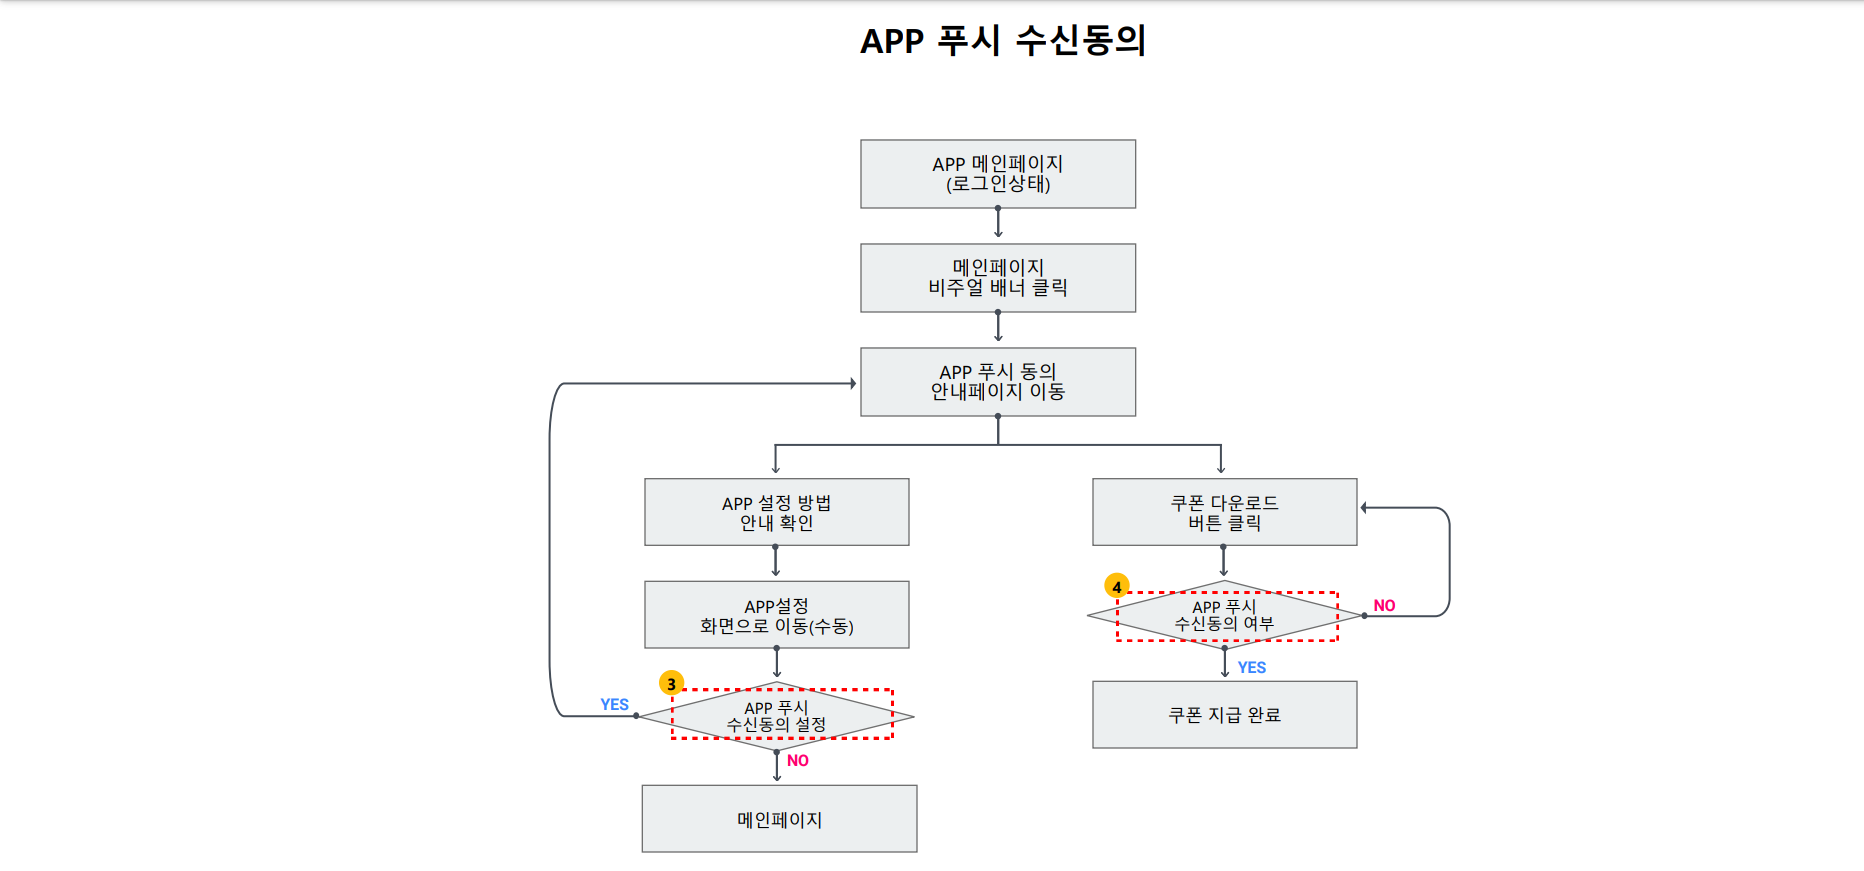 APP 푸시 수신동의
APP 메인페이지
(로그인상태)
메인페이지
비주얼 배너 클릭
APP 푸시 동의
안내페이지 이동
APP 설정 방법
안내 확인
APP설정
화면으로 이동(수동)
3
APP 푸시
수신동의 설정
YES
NO
메인페이지
쿠폰 다운로드
버튼 클릭
4
APP 푸시
수신동의 여부
NO
YES
쿠폰 지급 완료